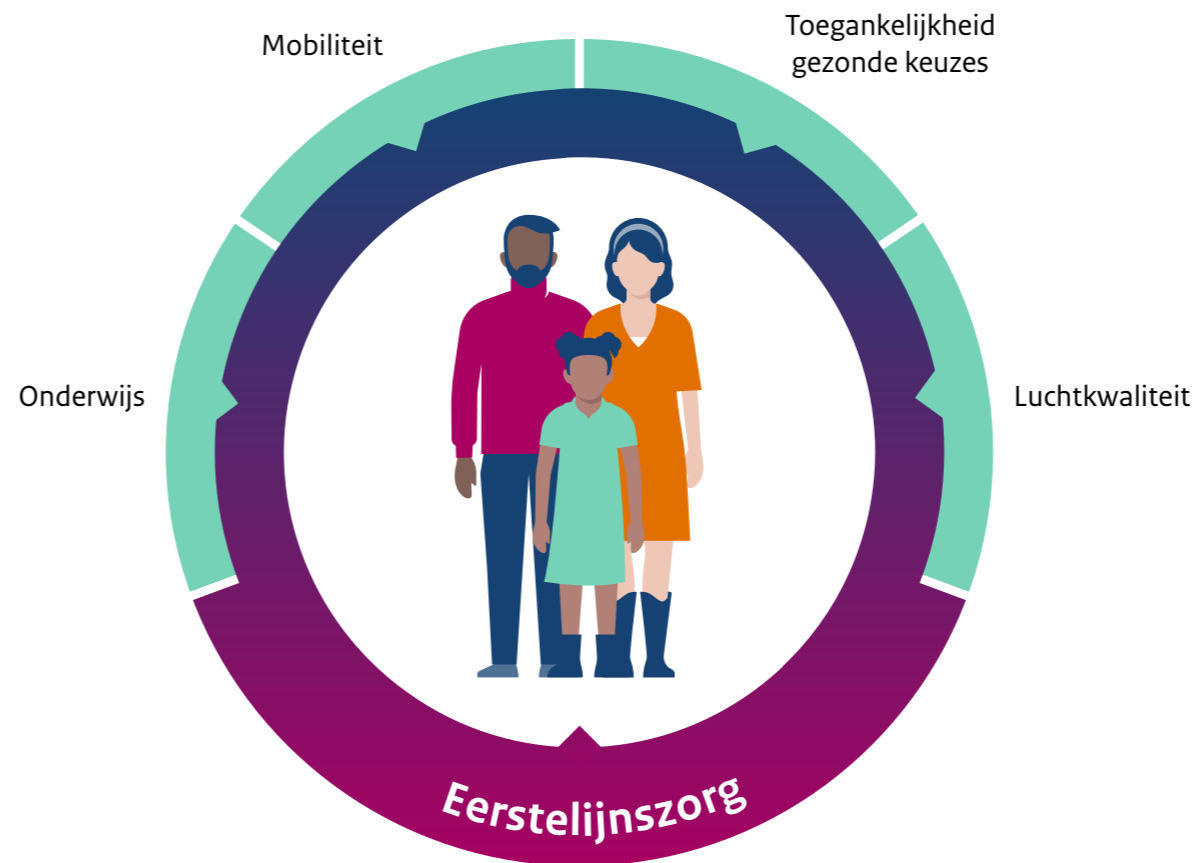 Mobiliteit
Toegankelijkheid
gezonde keuzes
Onderwijs
Luchtkwaliteit
Eerstelijnszorg